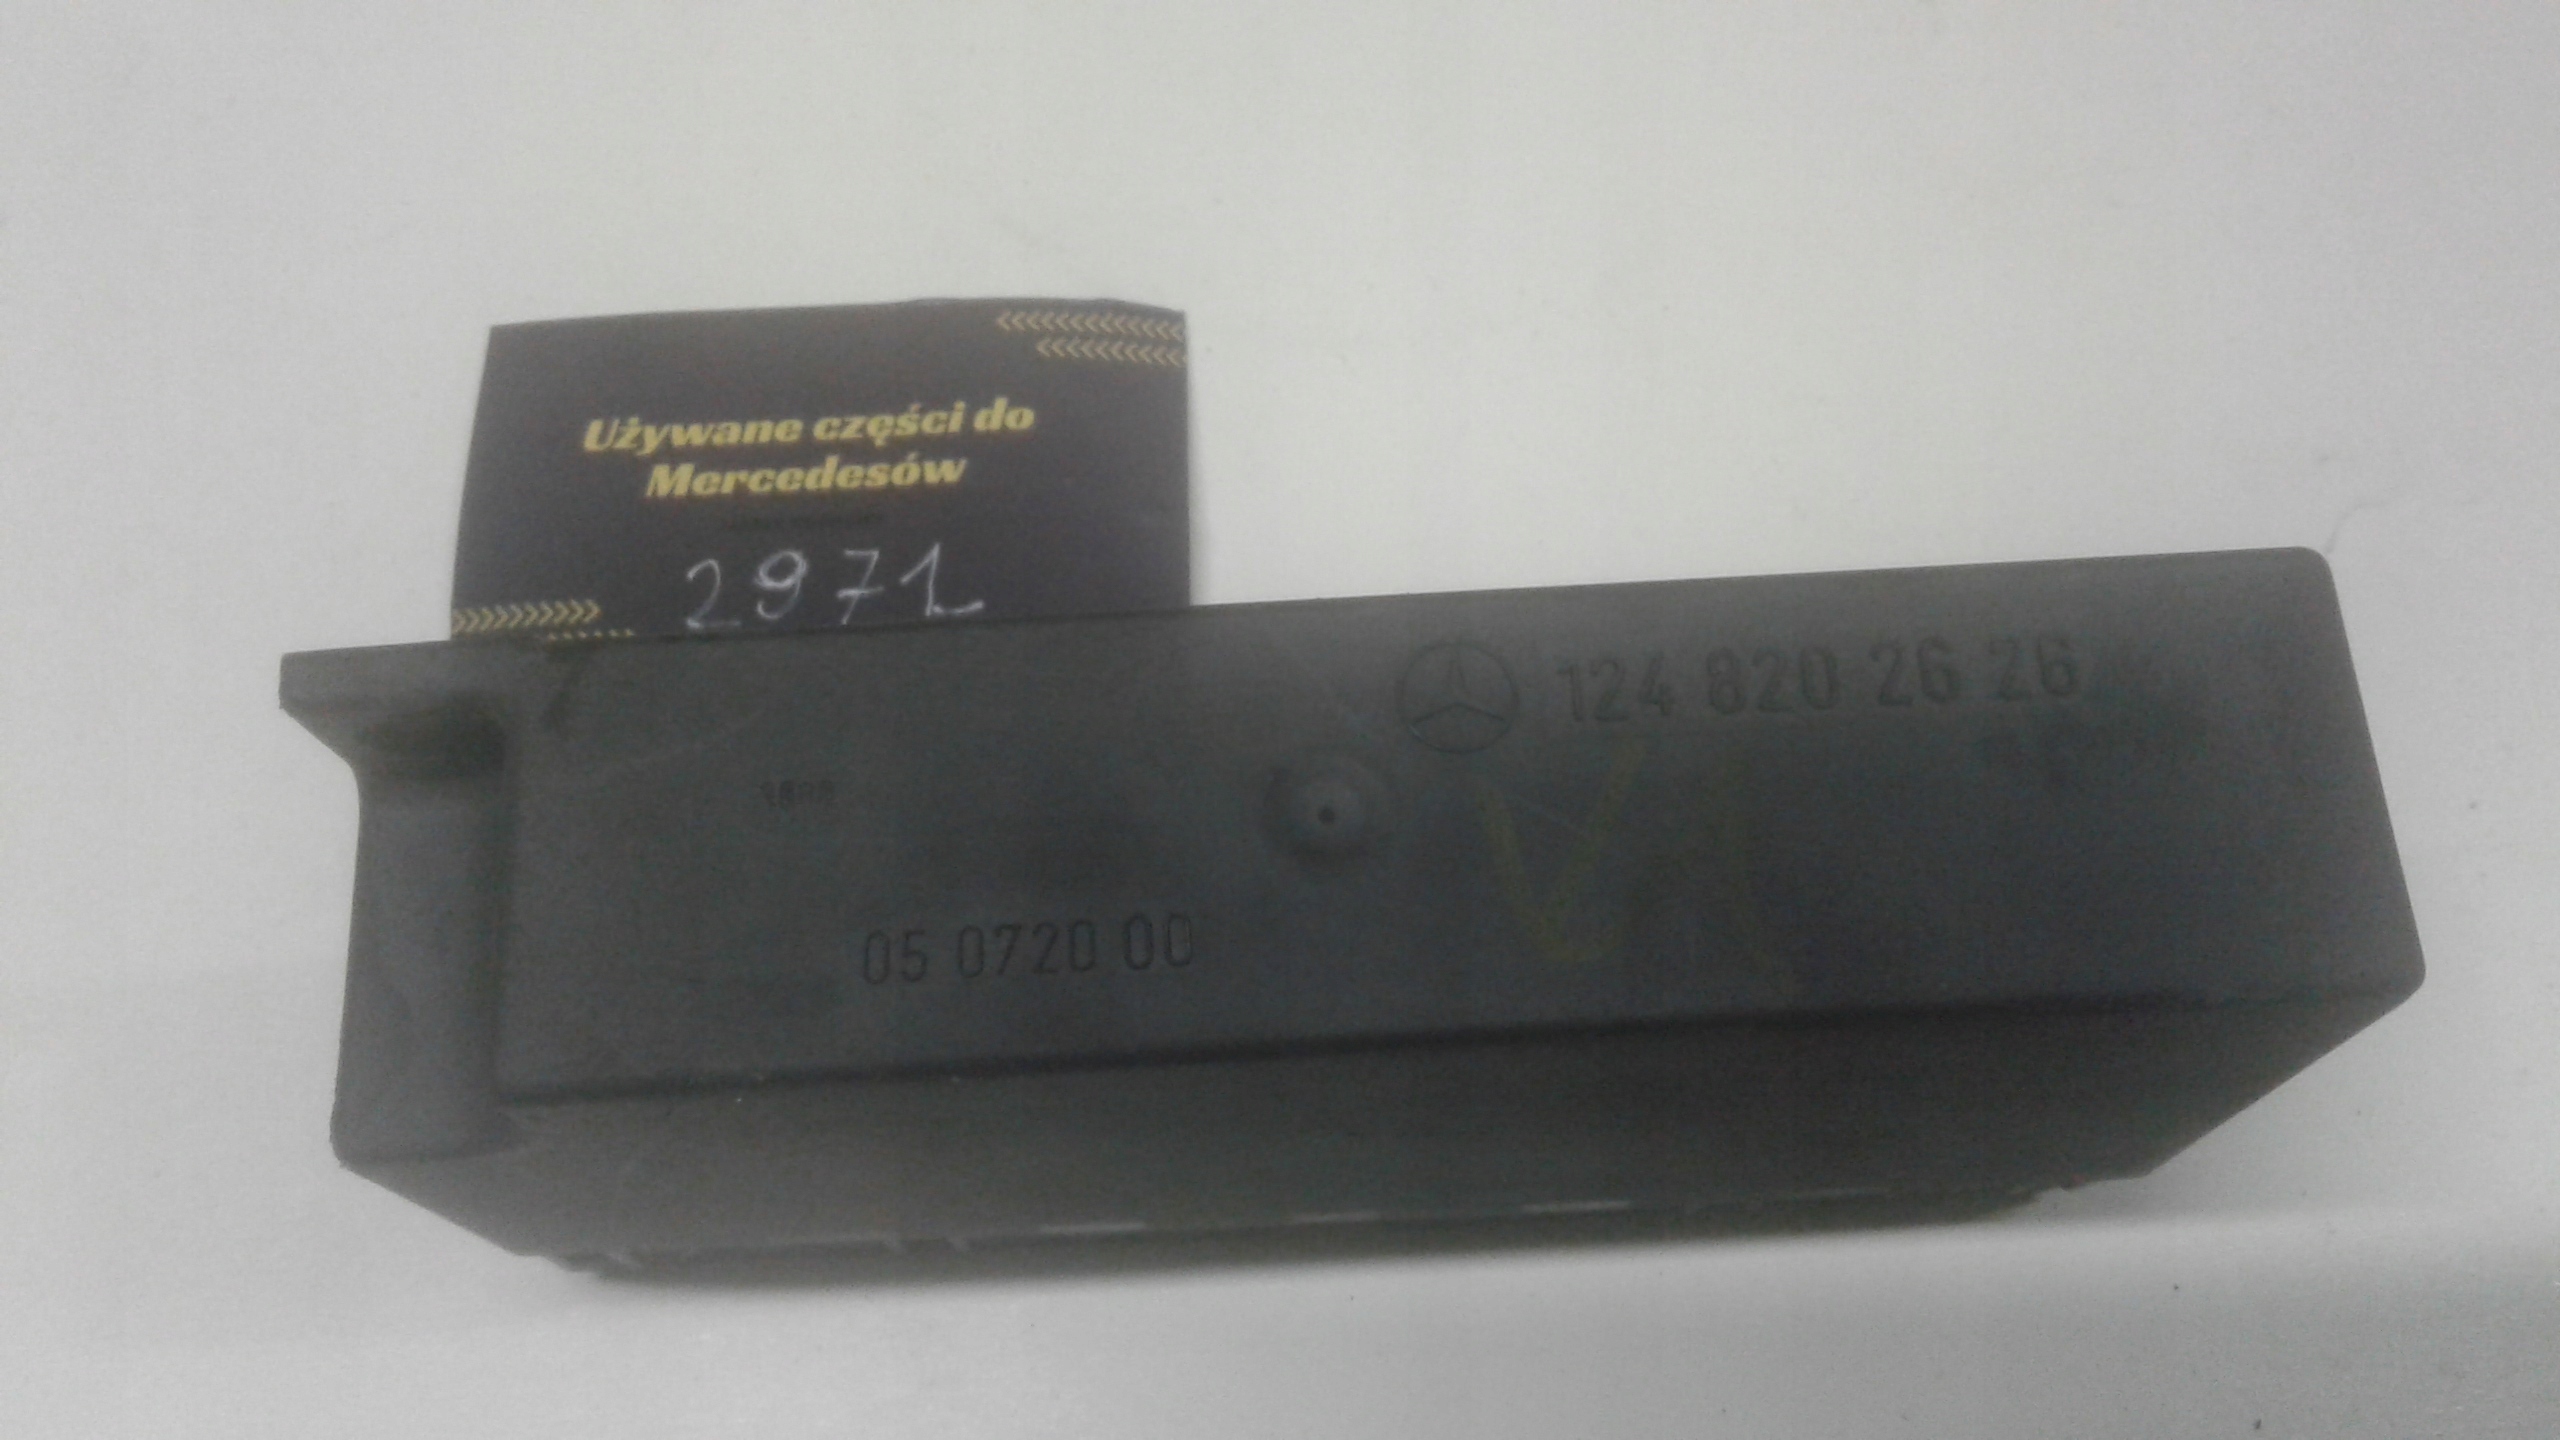 Używane części do
Mercedesów
2971
124 820 26 26
05 0720 00